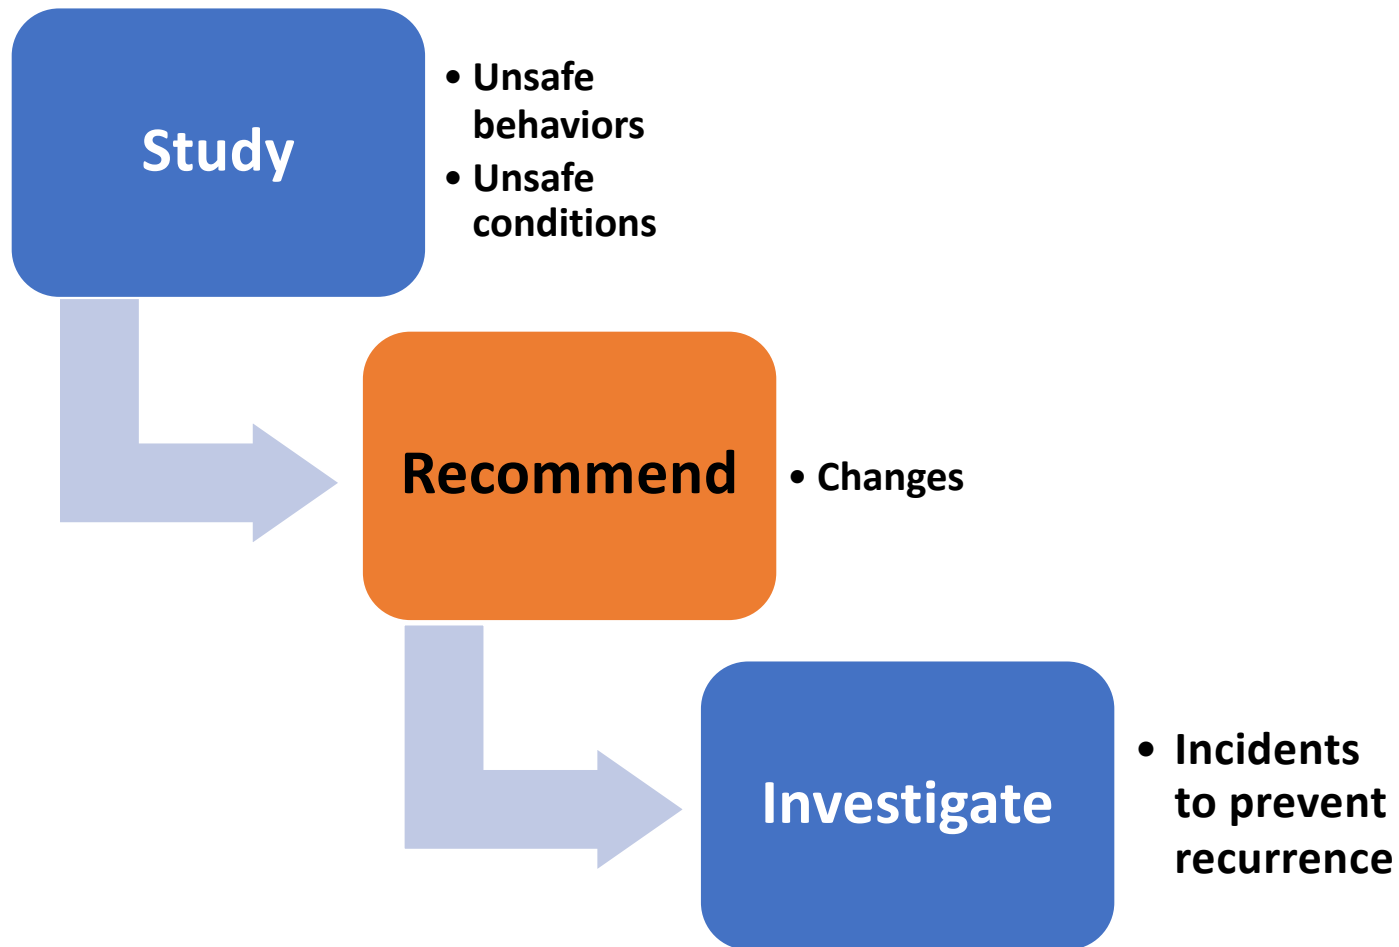 Study
• Unsafe
behaviors
• Unsafe
conditions
Recommend
• Changes
Investigate
• Incidents
to prevent
recurrence